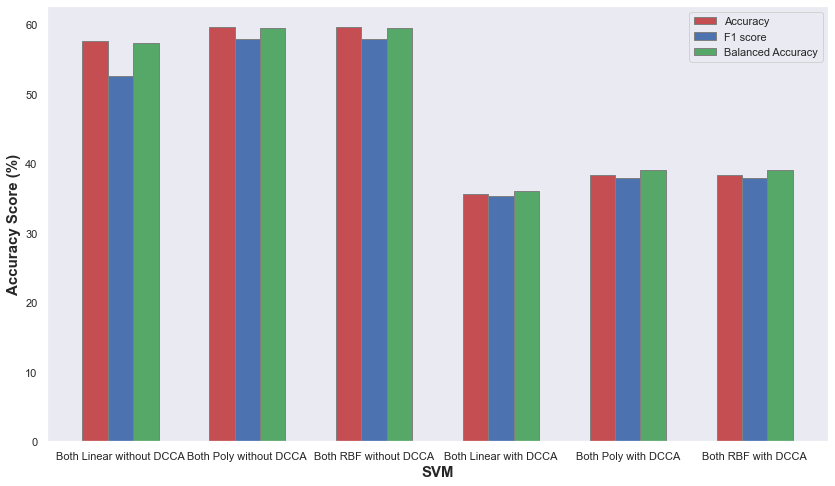 Accuracy
F1 score
Balanced Accuracy
Accuracy Score (%)
60
50
40
30
20
10
0
Both Linear without DCCA
Both Poly without DCCA
Both RBF without DCCA
Both Linear with DCCA
Both Poly with DCCA
Both RBF with DCCA
SVM